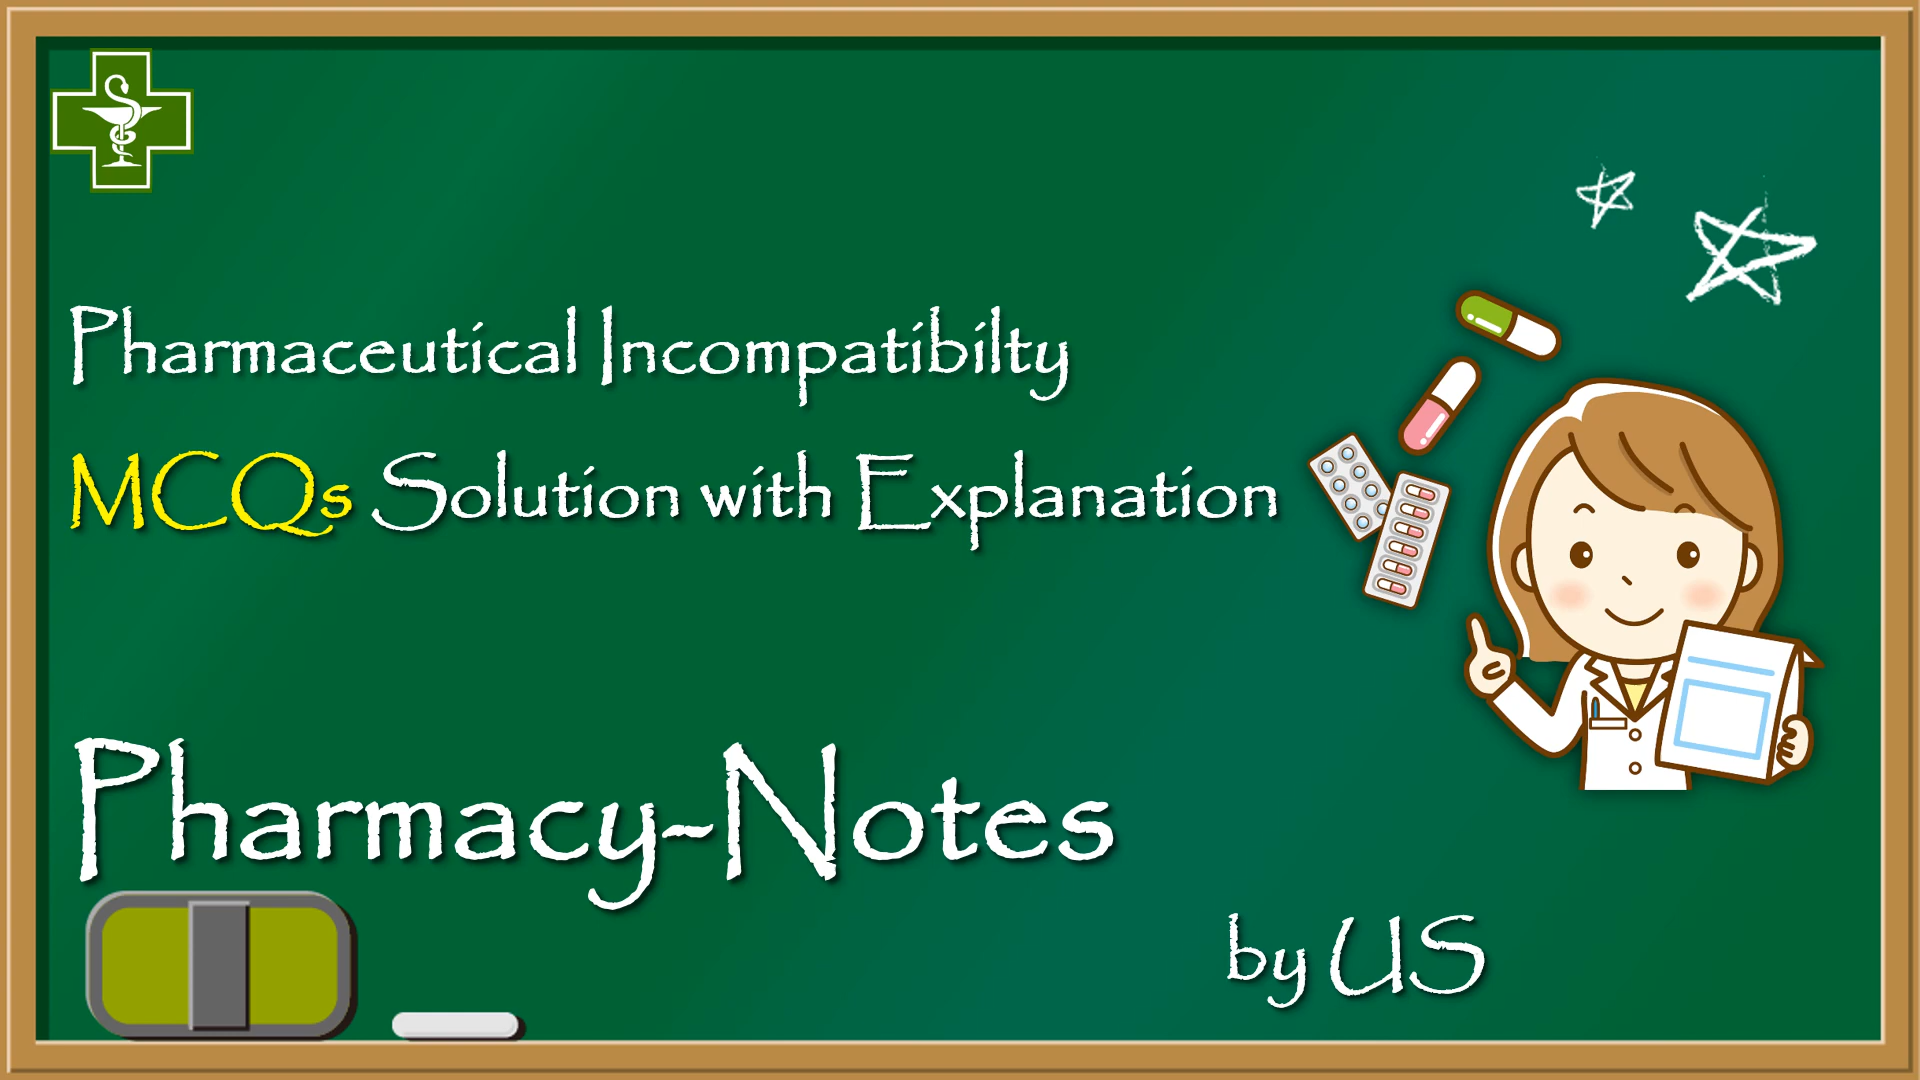 Pharmaceutical Incompatibilty
MCQs Solution with Explanation
Pharmacy-Notes
by US